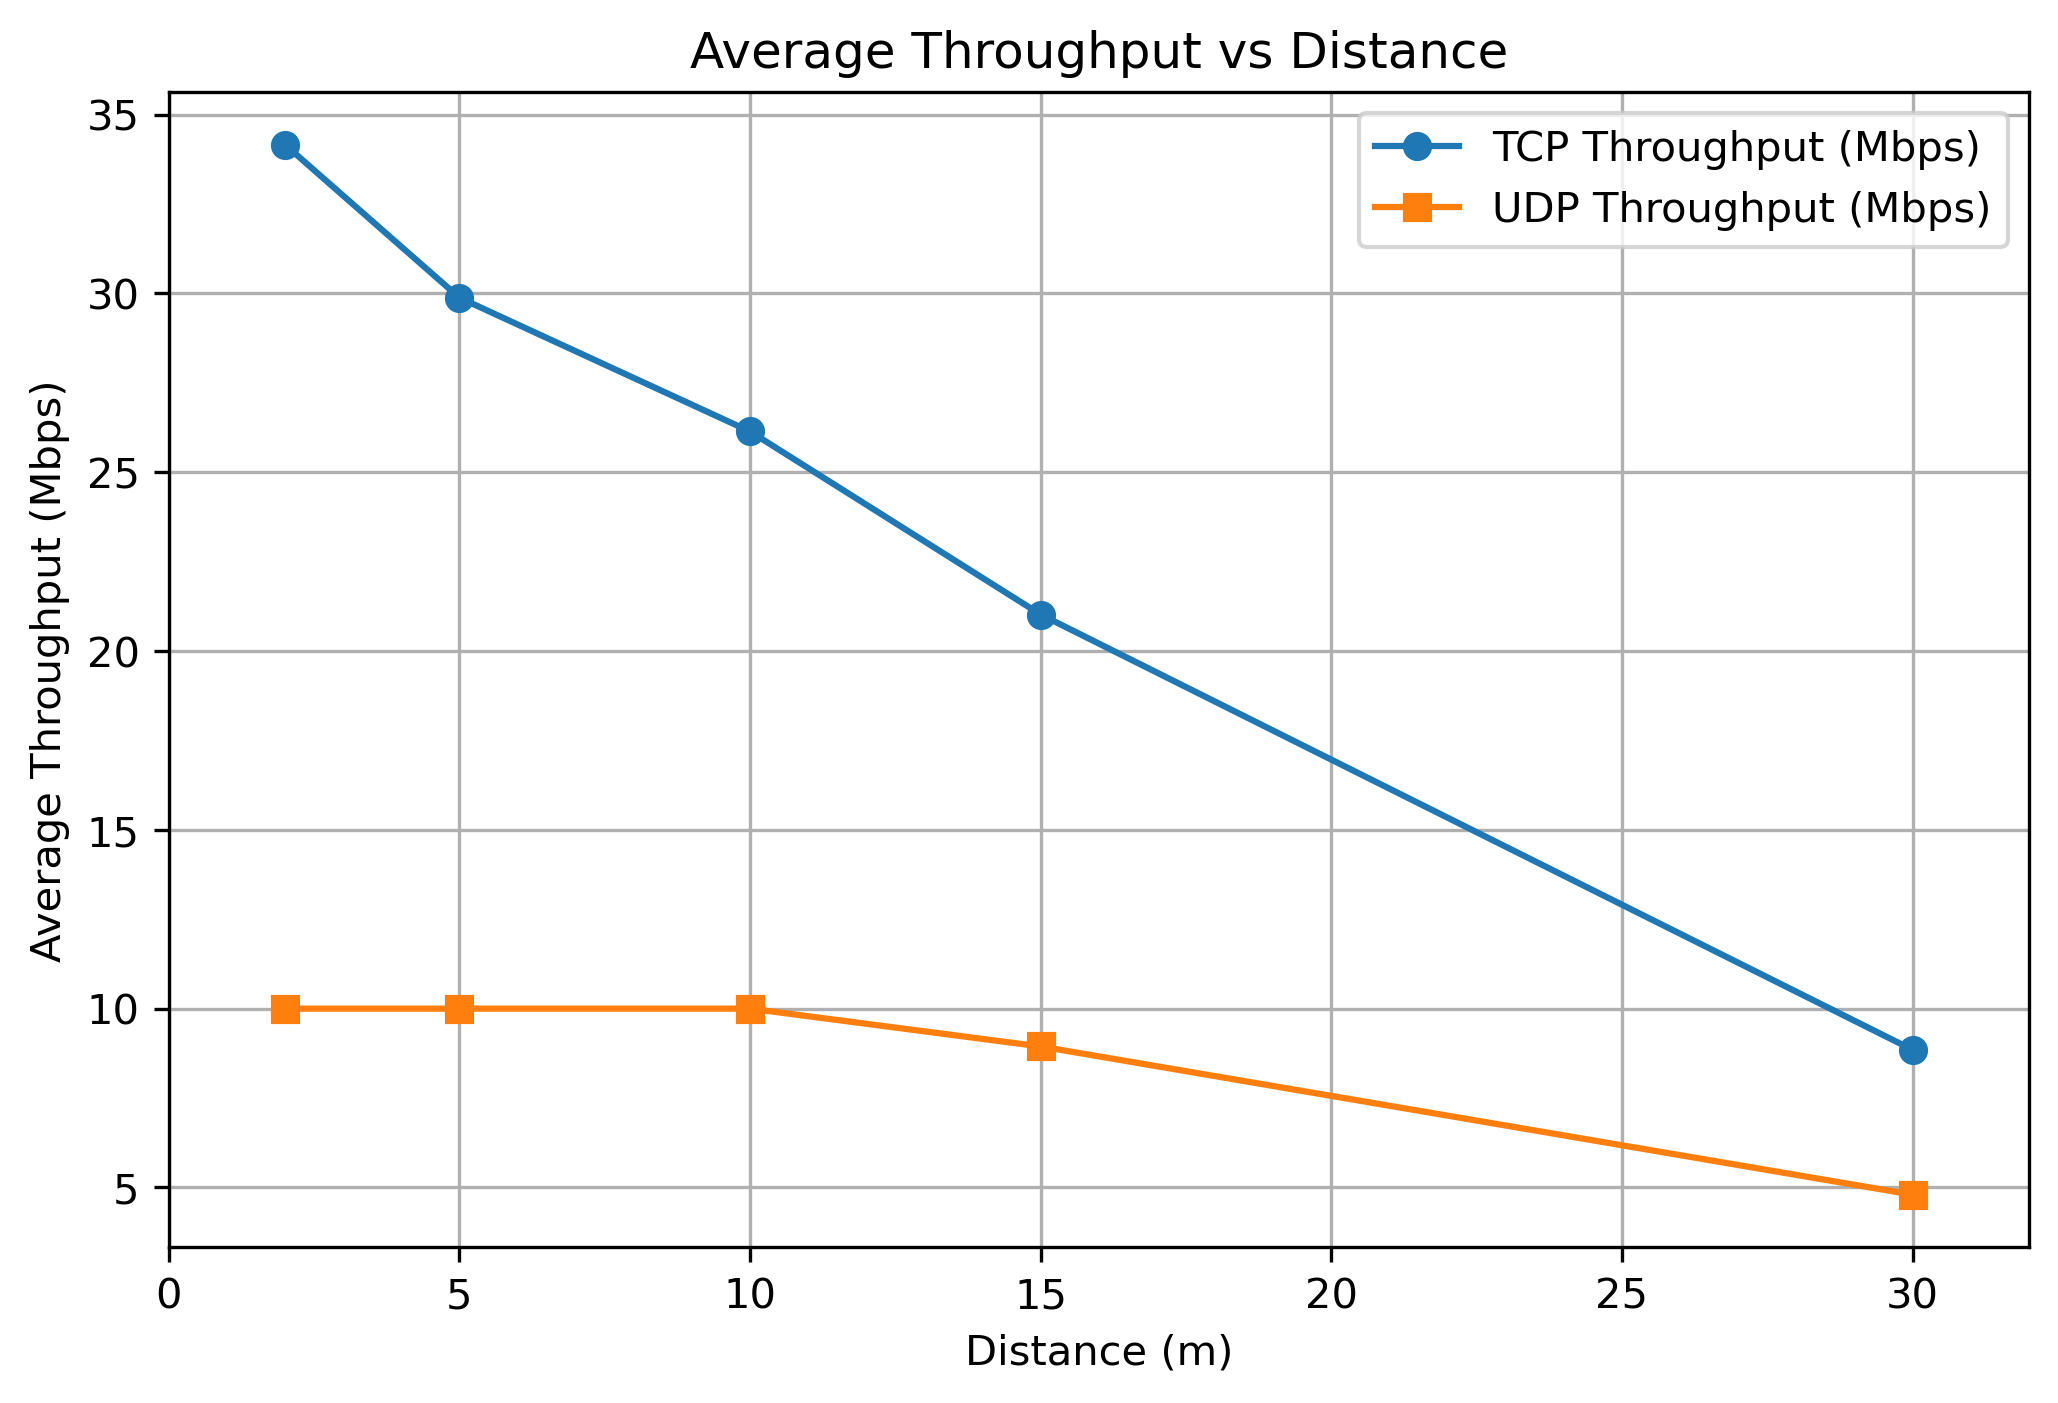 Average Throughput vs Distance
TCP Throughput (Mbps)
UDP Throughput (Mbps)
Average Throughput (Mbps)
35
30
25
20
15
10
5
0
5
10
15
20
25
30
Distance (m)